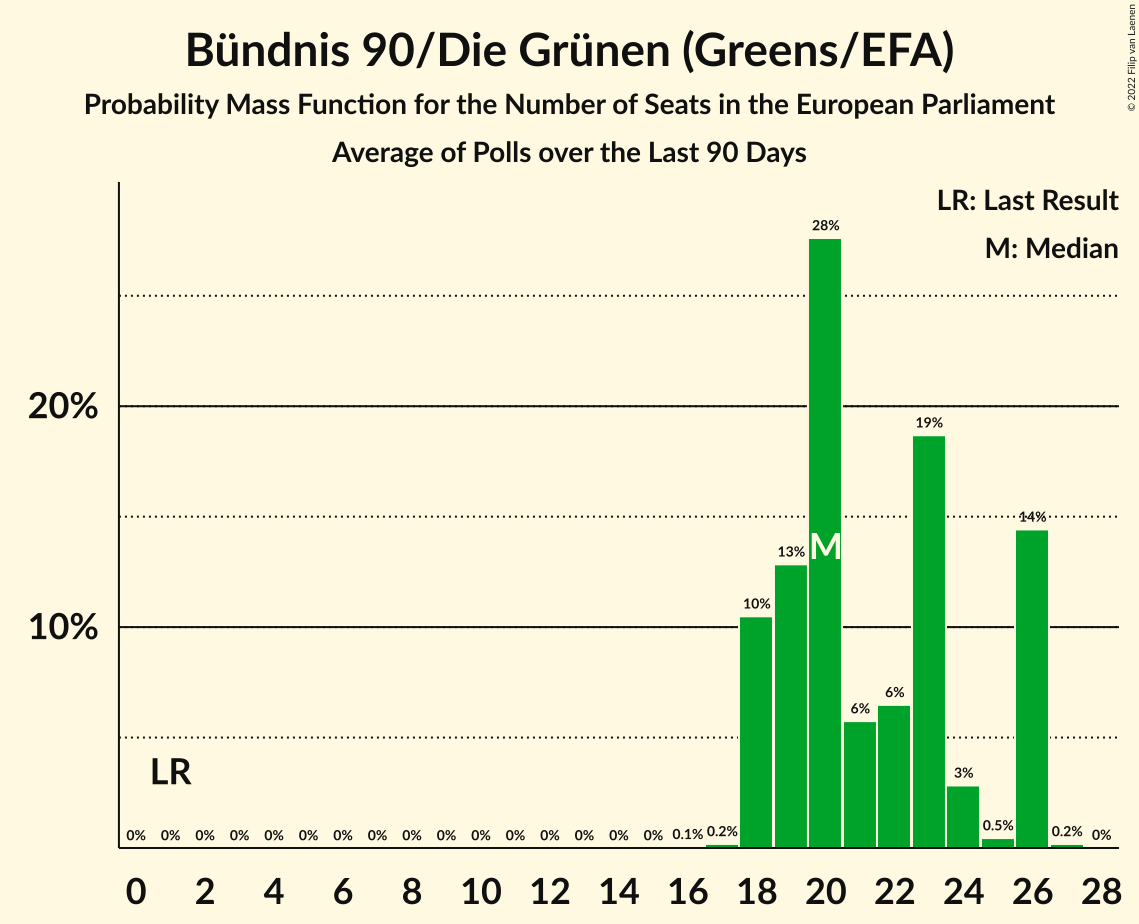 Bündnis 90/Die Grünen (Greens/EFA)
Probability Mass Function for the Number of Seats in the European Parliament
Average of Polls over the Last 90 Days
© 2022 Filip van Laenen
LR: Last Result
M: Median
28%
20%
19%
14%
13%
M
10%
10%
6%
6%
LR
3%
0% 0% 0% 0% 0% 0% 0% 0% 0% 0% 0% 0% 0% 0% 0% 0% 0.1% 0.2% 0.5% 0.2% 0%
0 2 4 6 8 10 12 14 16 18 20 22 24 26 28